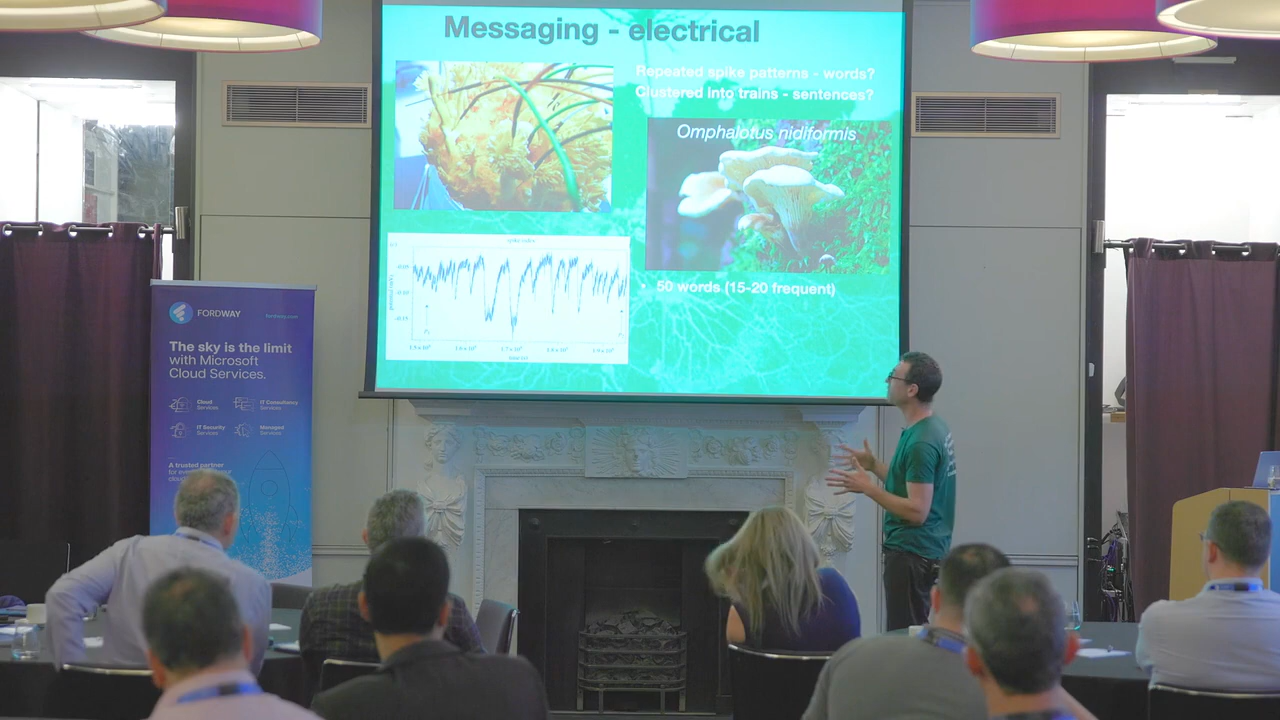 Messaging - electrical
Repeated spike patterns - words?
Clustered into trains - sentences?
Omphalotus nidiformis
• 50 words (15-20 frequent)
FORDWAY
fordway.com
The sky is the limit
with Microsoft
Cloud Services.
Cloud
Services
IT Consultancy
Services
IT Security
Services
Managed
Services
A trusted partner